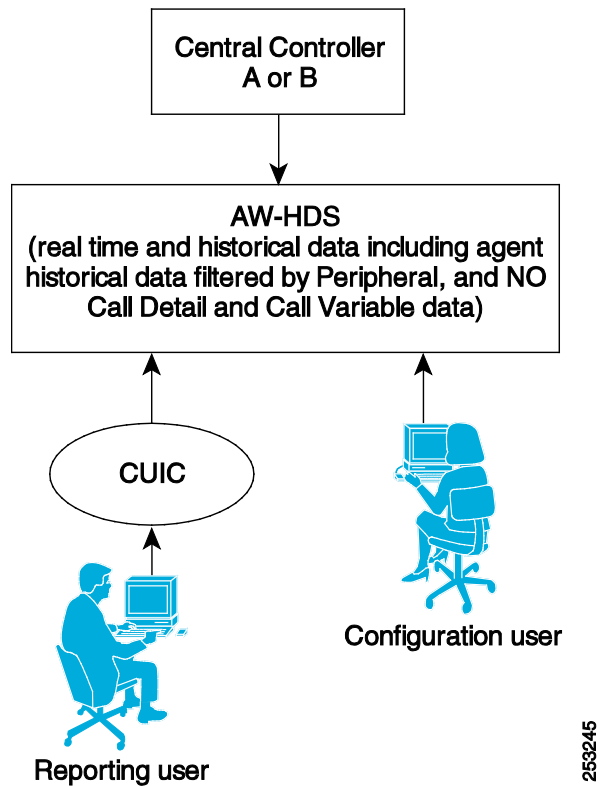 Central Controller
A or B
AW-HDS
(real time and historical data including agent
historical data filtered by Peripheral, and NO
Call Detail and Call Variable data)
CUIC
Configuration user
Reporting user
253245